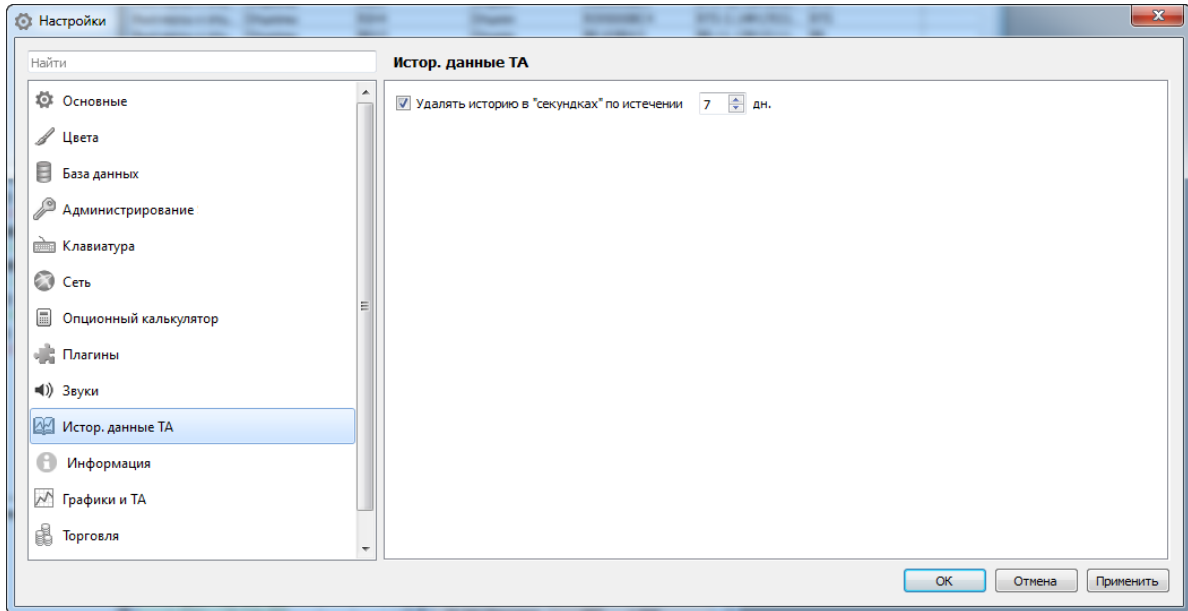 Настройки
Найти
Основные
Цвета
База данных
Администрирование
Клавиатура
Сеть
Опционный калькулятор
Плагины
Звуки
Истор. данные ТА
Информация
Графики и ТА
Торговля
Истор. данные ТА
Удалять историю в "секундках" по истечении 7 дн.
OK Отмена Применить